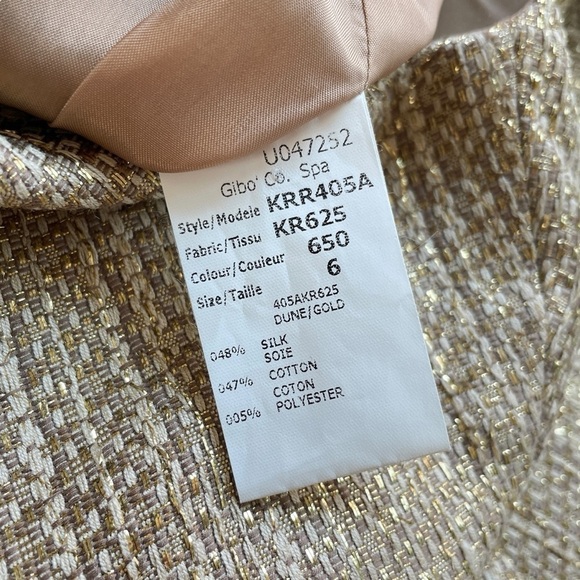 U0472S2
Gibo' Co. Spa
Style/Modele KRR405A
Fabric/Tissu KR625
Colour/Couleur 650
Size/Taille 6
405AKR625
DUNE/GOLD
048% SILK
SOIE
047% COTTON
COTON
005% POLYESTER